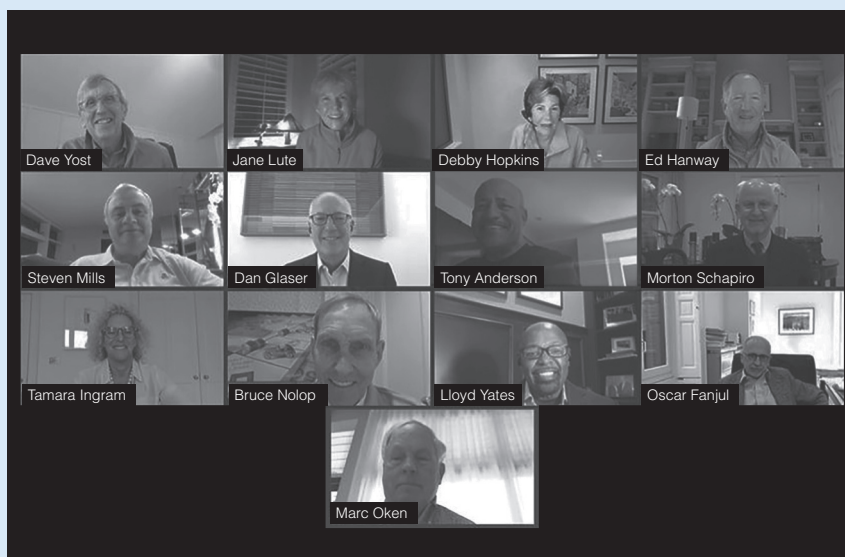 Dave Yost
Jane Lute
Debby Hopkins
Ed Hanway
Steven Mills
Dan Glaser
Tony Anderson
Morton Schapiro
Tamara Ingram
Bruce Nolop
Lloyd Yates
Oscar Fanjul
Marc Oken